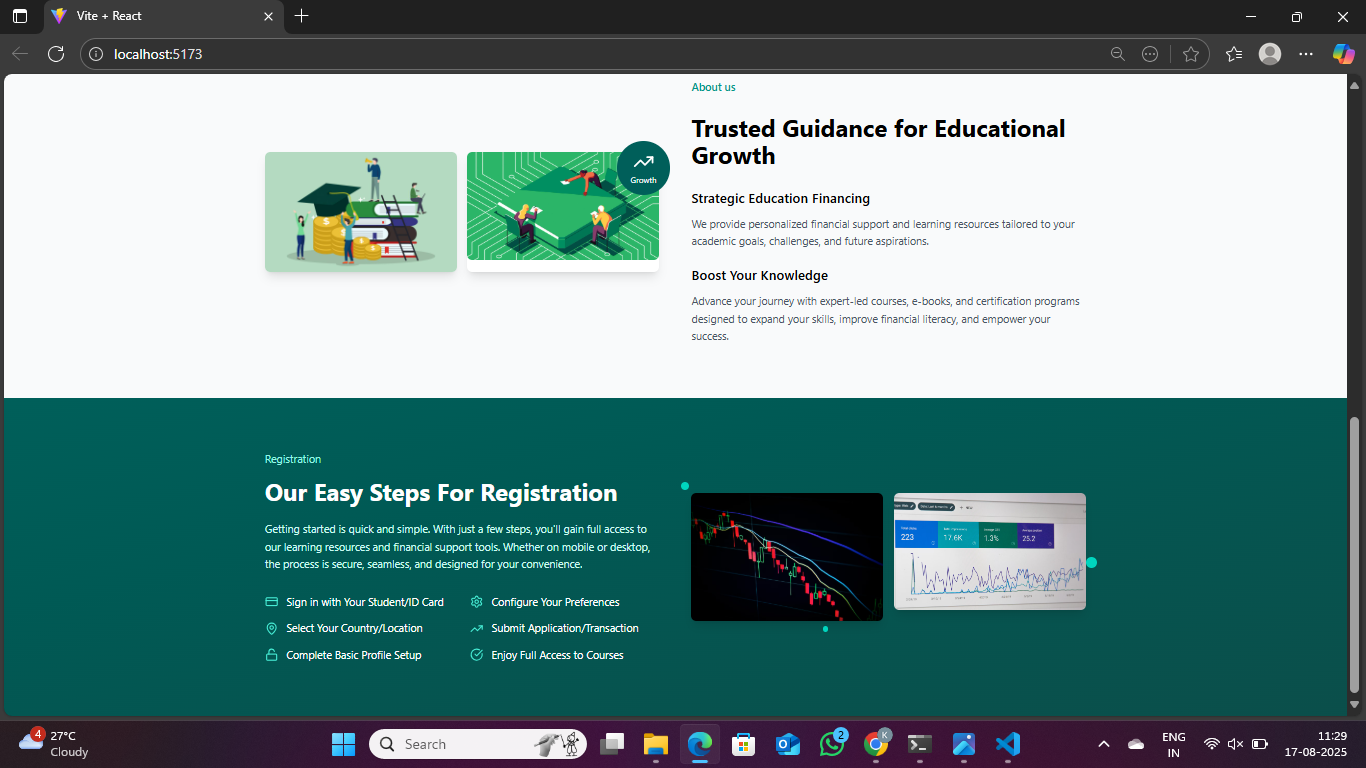 Vite + React
localhost:5173
About us
Trusted Guidance for Educational
Growth
Strategic Education Financing
We provide personalized financial support and learning resources tailored to your
academic goals, challenges, and future aspirations.
Boost Your Knowledge
Advance your journey with expert-led courses, e-books, and certification programs
designed to expand your skills, improve financial literacy, and empower your
success.
Growth
Registration
Our Easy Steps For Registration
Getting started is quick and simple. With just a few steps, you'll gain full access to
our learning resources and financial support tools. Whether on mobile or desktop,
the process is secure, seamless, and designed for your convenience.
Sign in with Your Student/ID Card
Configure Your Preferences
Select Your Country/Location
Submit Application/Transaction
Complete Basic Profile Setup
Enjoy Full Access to Courses
223
17.6K
1.3%
25.2
4
27°C
Cloudy
Search
2
K
ENG
IN
11:29
17-08-2025